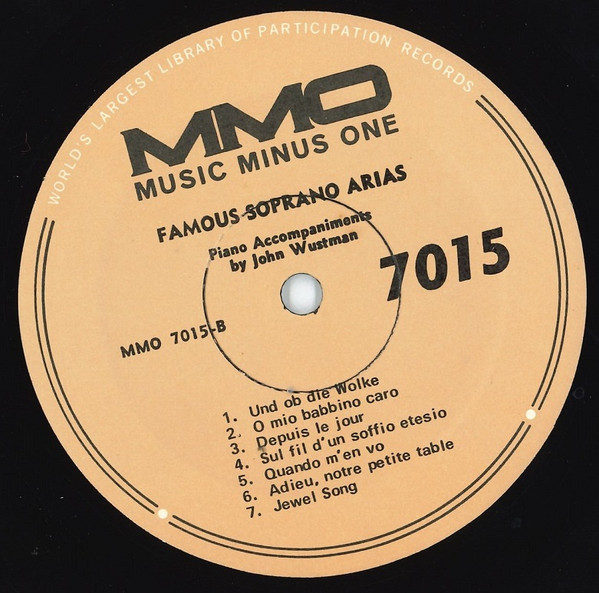 WORLD'S LARGEST LIBRARY OF PARTICIPATION RECORDS
MMO
MUSIC MINUS ONE
FAMOUS SOPRANO ARIAS
Piano Accompaniments
by John Wustman
7015
MMO 7015-B
1. Und ob die Wolke
2. O mio babbino caro
3. Depuis le jour
4. Sul fil d'un soffio etesio
5. Quando m'en vo
6. Adieu, notre petite table
7. Jewel Song